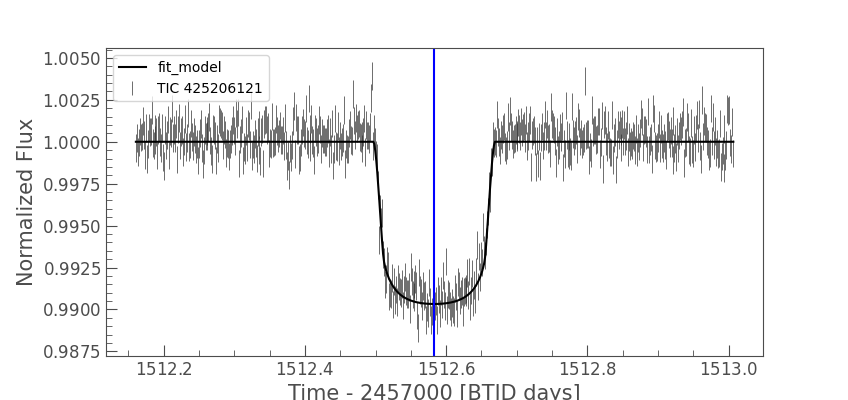 fit_model
TIC 425206121
1.0050
1.0025
1.0000
0.9975
0.9950
0.9925
0.9900
0.9875
Normalized Flux
1512.2 1512.4 1512.6 1512.8 1513.0
Time - 2457000 [BTJD days]